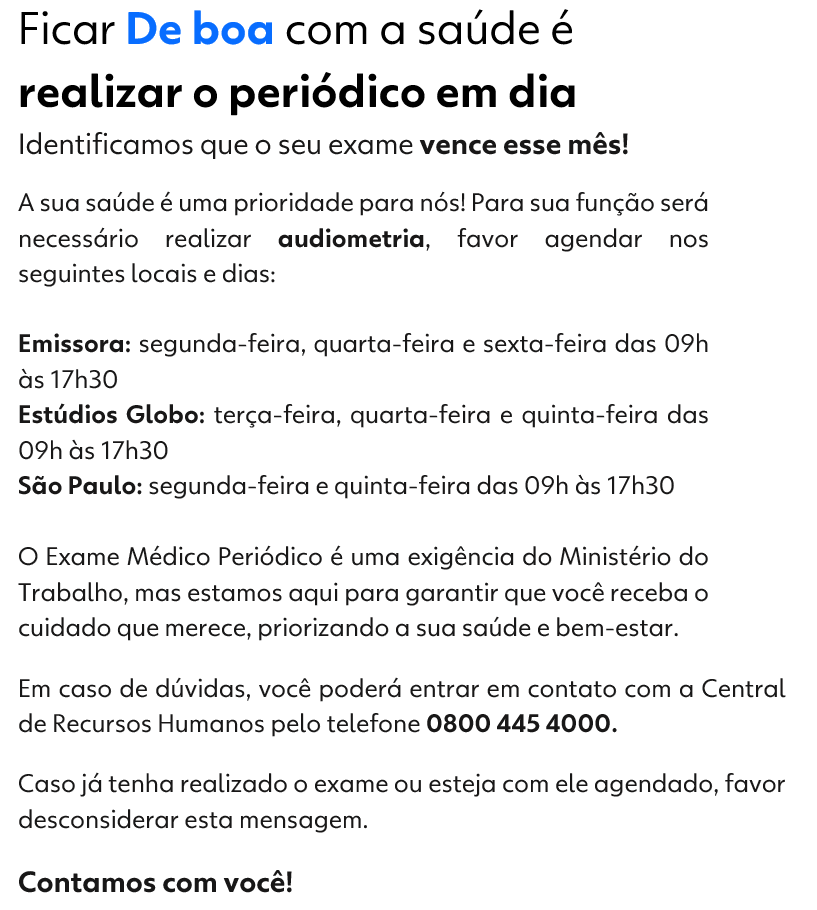 Ficar De boa com a saúde é
realizar o periódico em dia
Identificamos que o seu exame vence esse mês!
A sua saúde é uma prioridade para nós! Para sua função será
necessário realizar audiometria, favor agendar nos
seguintes locais e dias:
Emissora: segunda-feira, quarta-feira e sexta-feira das 09h
às 17h30
Estúdios Globo: terça-feira, quarta-feira e quinta-feira das
09h às 17h30
São Paulo: segunda-feira e quinta-feira das 09h às 17h30
O Exame Médico Periódico é uma exigência do Ministério do
Trabalho, mas estamos aqui para garantir que você receba o
cuidado que merece, priorizando a sua saúde e bem-estar.
Em caso de dúvidas, você poderá entrar em contato com a Central
de Recursos Humanos pelo telefone 0800 445 4000.
Caso já tenha realizado o exame ou esteja com ele agendado, favor
desconsiderar esta mensagem.
Contamos com você!